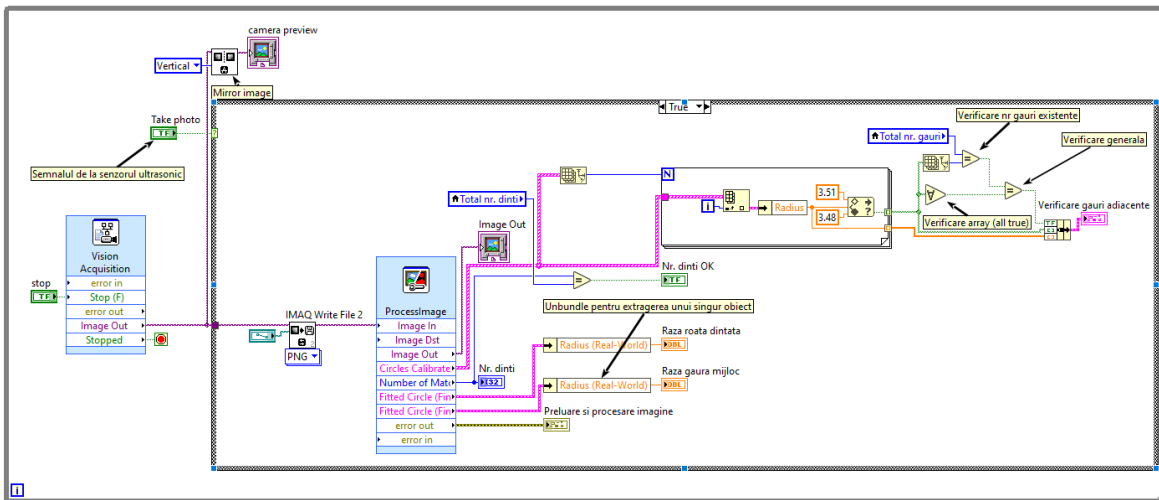 camera preview
Vertical
Mirror image
Take photo
TF
?
True
Semnalul de la senzorul ultrasonic
Vision
Acquisition
error in
Stop (F)
error out
Image Out
Stopped
stop
TF
IMAQ Write File 2
2
PNG
ProcessImage
Image In
Image Dst
Image Out
Circles Calibrate
Number of Matc
Fitted Circle (Fin
Fitted Circle (Fin
error out
error in
Image Out
Total nr. dinti
=
Nr. dinti OK
TF
Nr. dinti
I32
Unbundle pentru extragerea unui singur obiect
Radius (Real-World)
Raza roata dintata
DBL
Radius (Real-World)
Raza gaura mijloc
DBL
Preluare si procesare imagine
N
i
Radius
3.51
3.48
?
Total nr. gauri
=
Verificare nr gauri existente
Verificare generala
=
∀
Verificare array (all true)
Verificare gauri adiacente
TF
i